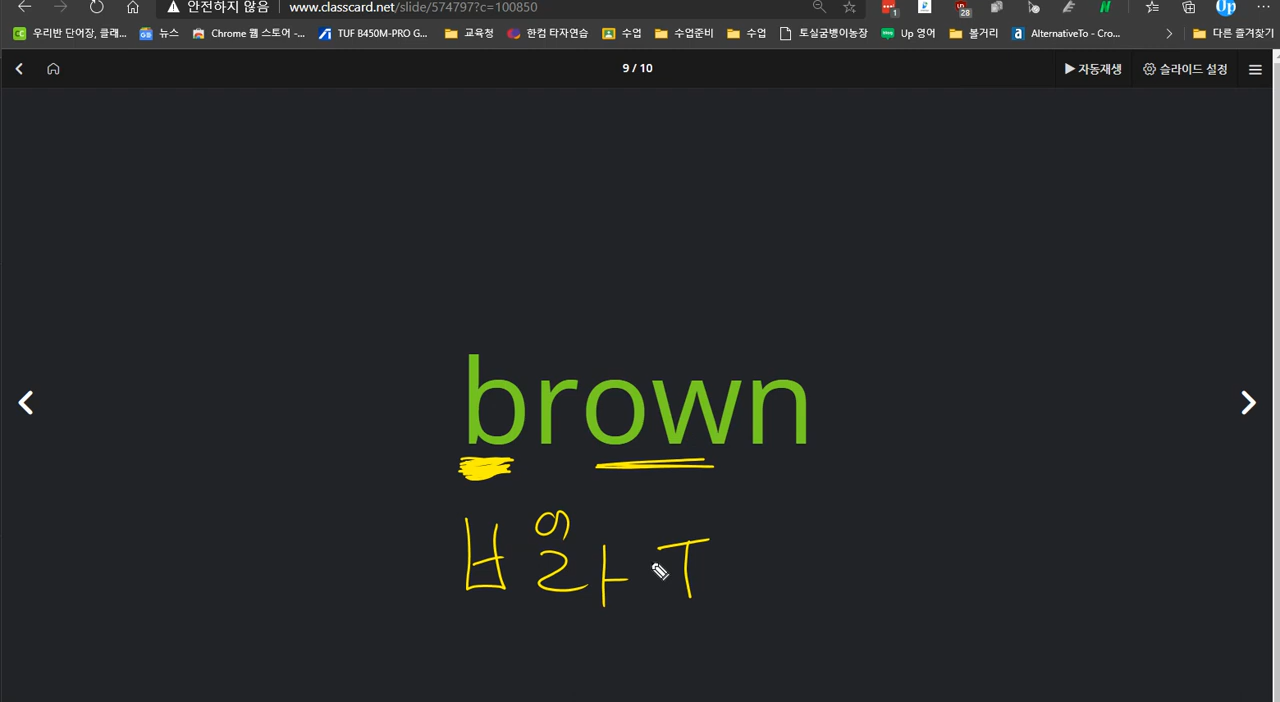 안전하지 않음 www.classcard.net/slide/574797?c=100850
1 28 Up
우리반 단어장, 클래... 뉴스 Chrome 웹 스토어 -... TUF B450M-PRO G... 교육청 한컴 타자연습 수업 수업준비 수업 토실굼벵이농장 Up 영어 볼거리 AlternativeTo - Cro... 다른 즐겨찾기
9 / 10 자동재생 슬라이드 설정
brown
ㅂ ㄹㅏ ㅜ